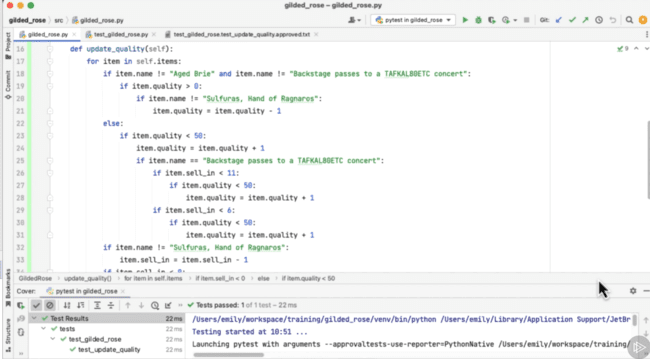 gilded_rose – gilded_rose.py
gilded_rose › src › gilded_rose.py
pytest in gilded_rose
Git:
gilded_rose.py × test_gilded_rose.py × test_gilded_rose.test_update_quality.approved.txt ×
Project
Commit
16 def update_quality(self):
17 for item in self.items:
18 if item.name != "Aged Brie" and item.name != "Backstage passes to a TAFKAL80ETC concert":
19 if item.quality > 0:
20 if item.name != "Sulfuras, Hand of Ragnaros":
21 item.quality = item.quality - 1
22 else:
23 if item.quality < 50:
24 item.quality = item.quality + 1
25 if item.name == "Backstage passes to a TAFKAL80ETC concert":
26 if item.sell_in < 11:
27 if item.quality < 50:
28 item.quality = item.quality + 1
29 if item.sell_in < 6:
30 if item.quality < 50:
31 item.quality = item.quality + 1
32 if item.name != "Sulfuras, Hand of Ragnaros":
33 item.sell_in = item.sell_in - 1
9
GildedRose › update_quality() › for item in self.items › if item.sell_in < 0 › else › if item.quality < 50
Bookmarks
Structure
Cover: pytest in gilded_rose ×
Tests passed: 1 of 1 test – 22 ms
Test Results 22 ms
tests 22 ms
test_gilded_rose 22 ms
test_update_quality 22 ms
/Users/emily/workspace/training/gilded_rose/venv/bin/python /Users/emily/Library/Application Support/JetBr
Testing started at 10:51 ...
Launching pytest with arguments --approvaltests-use-reporter=PythonNative /Users/emily/workspace/training/